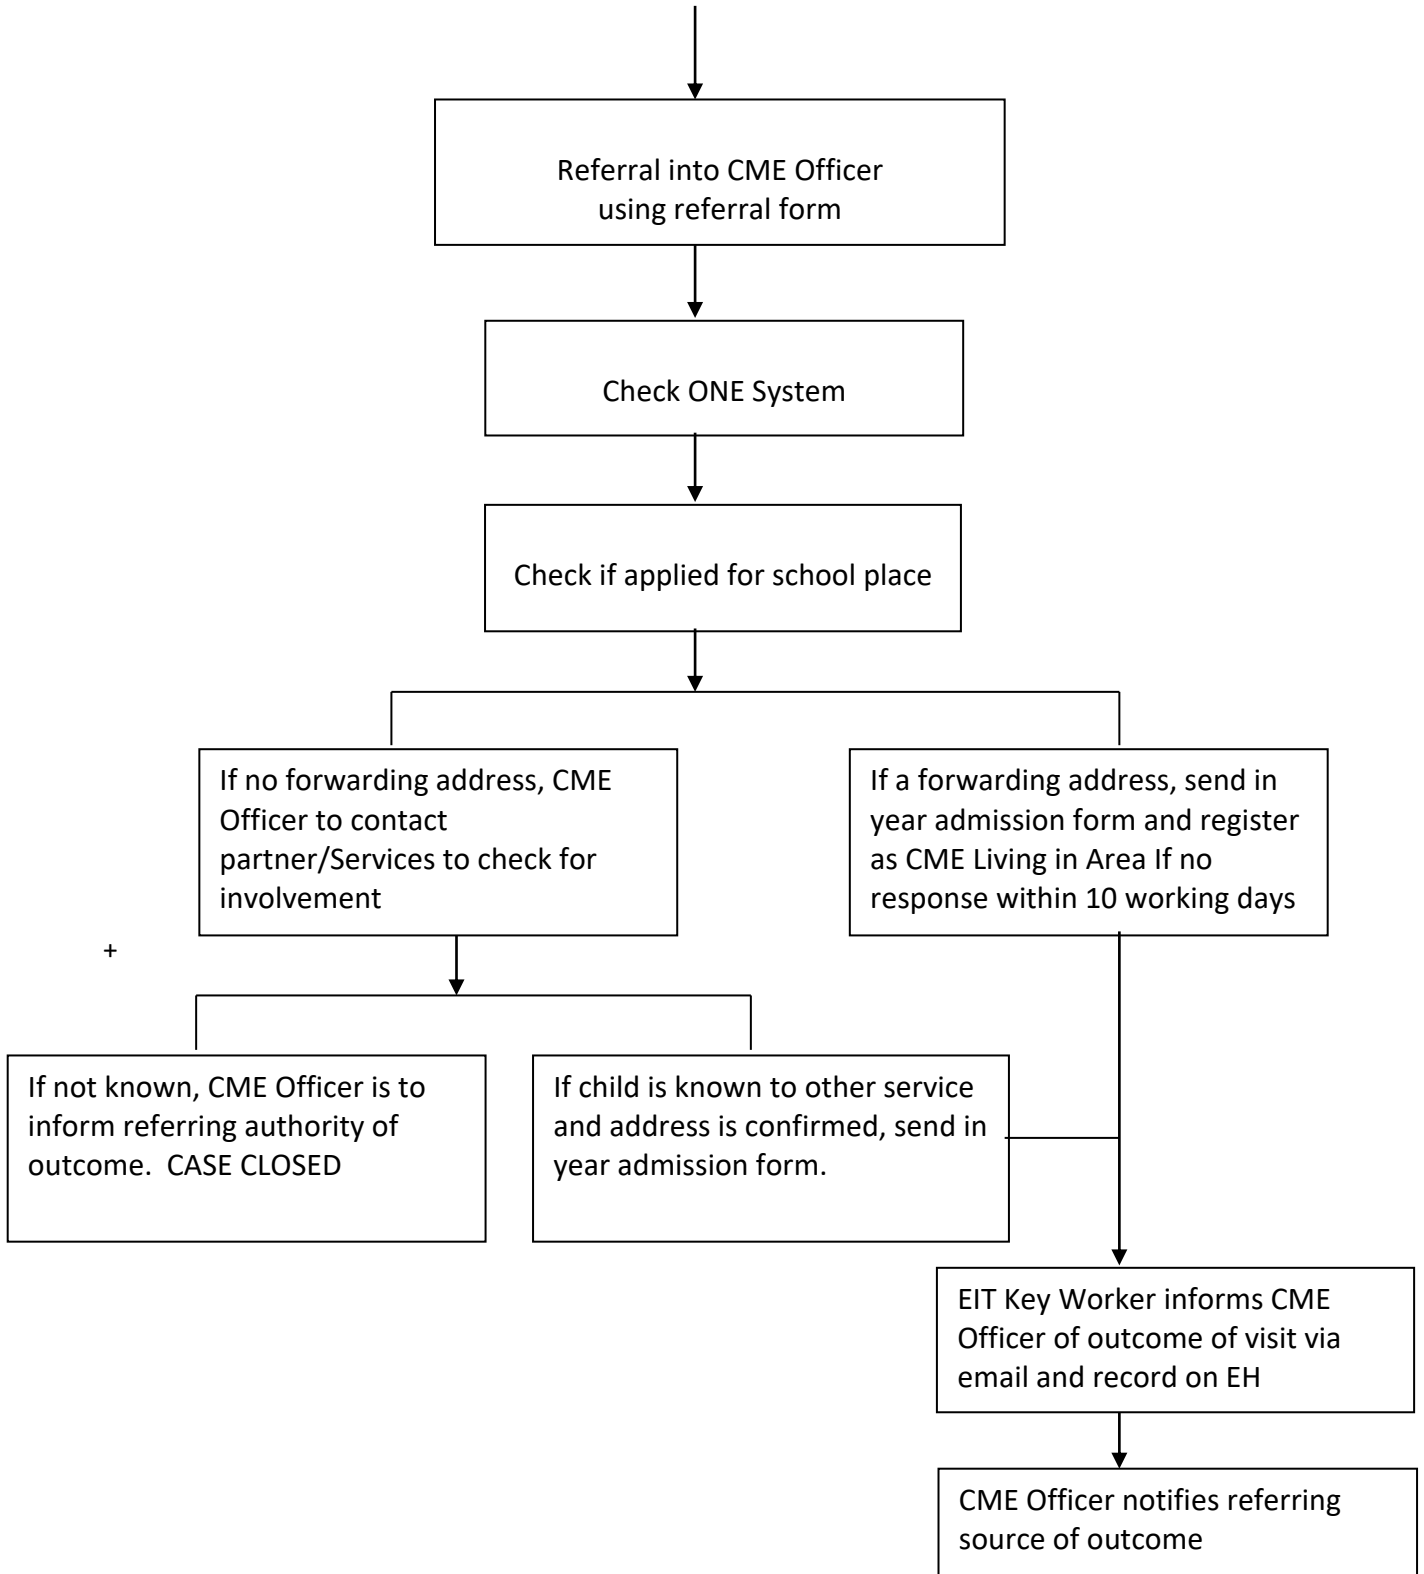 Referral into CME Officer
using referral form
Check ONE System
Check if applied for school place
If no forwarding address, CME
Officer to contact
partner/Services to check for
involvement
If a forwarding address, send in
year admission form and register
as CME Living in Area If no
response within 10 working days
+
If not known, CME Officer is to
inform referring authority of
outcome.  CASE CLOSED
If child is known to other service
and address is confirmed, send in
year admission form.
EIT Key Worker informs CME
Officer of outcome of visit via
email and record on EH
CME Officer notifies referring
source of outcome